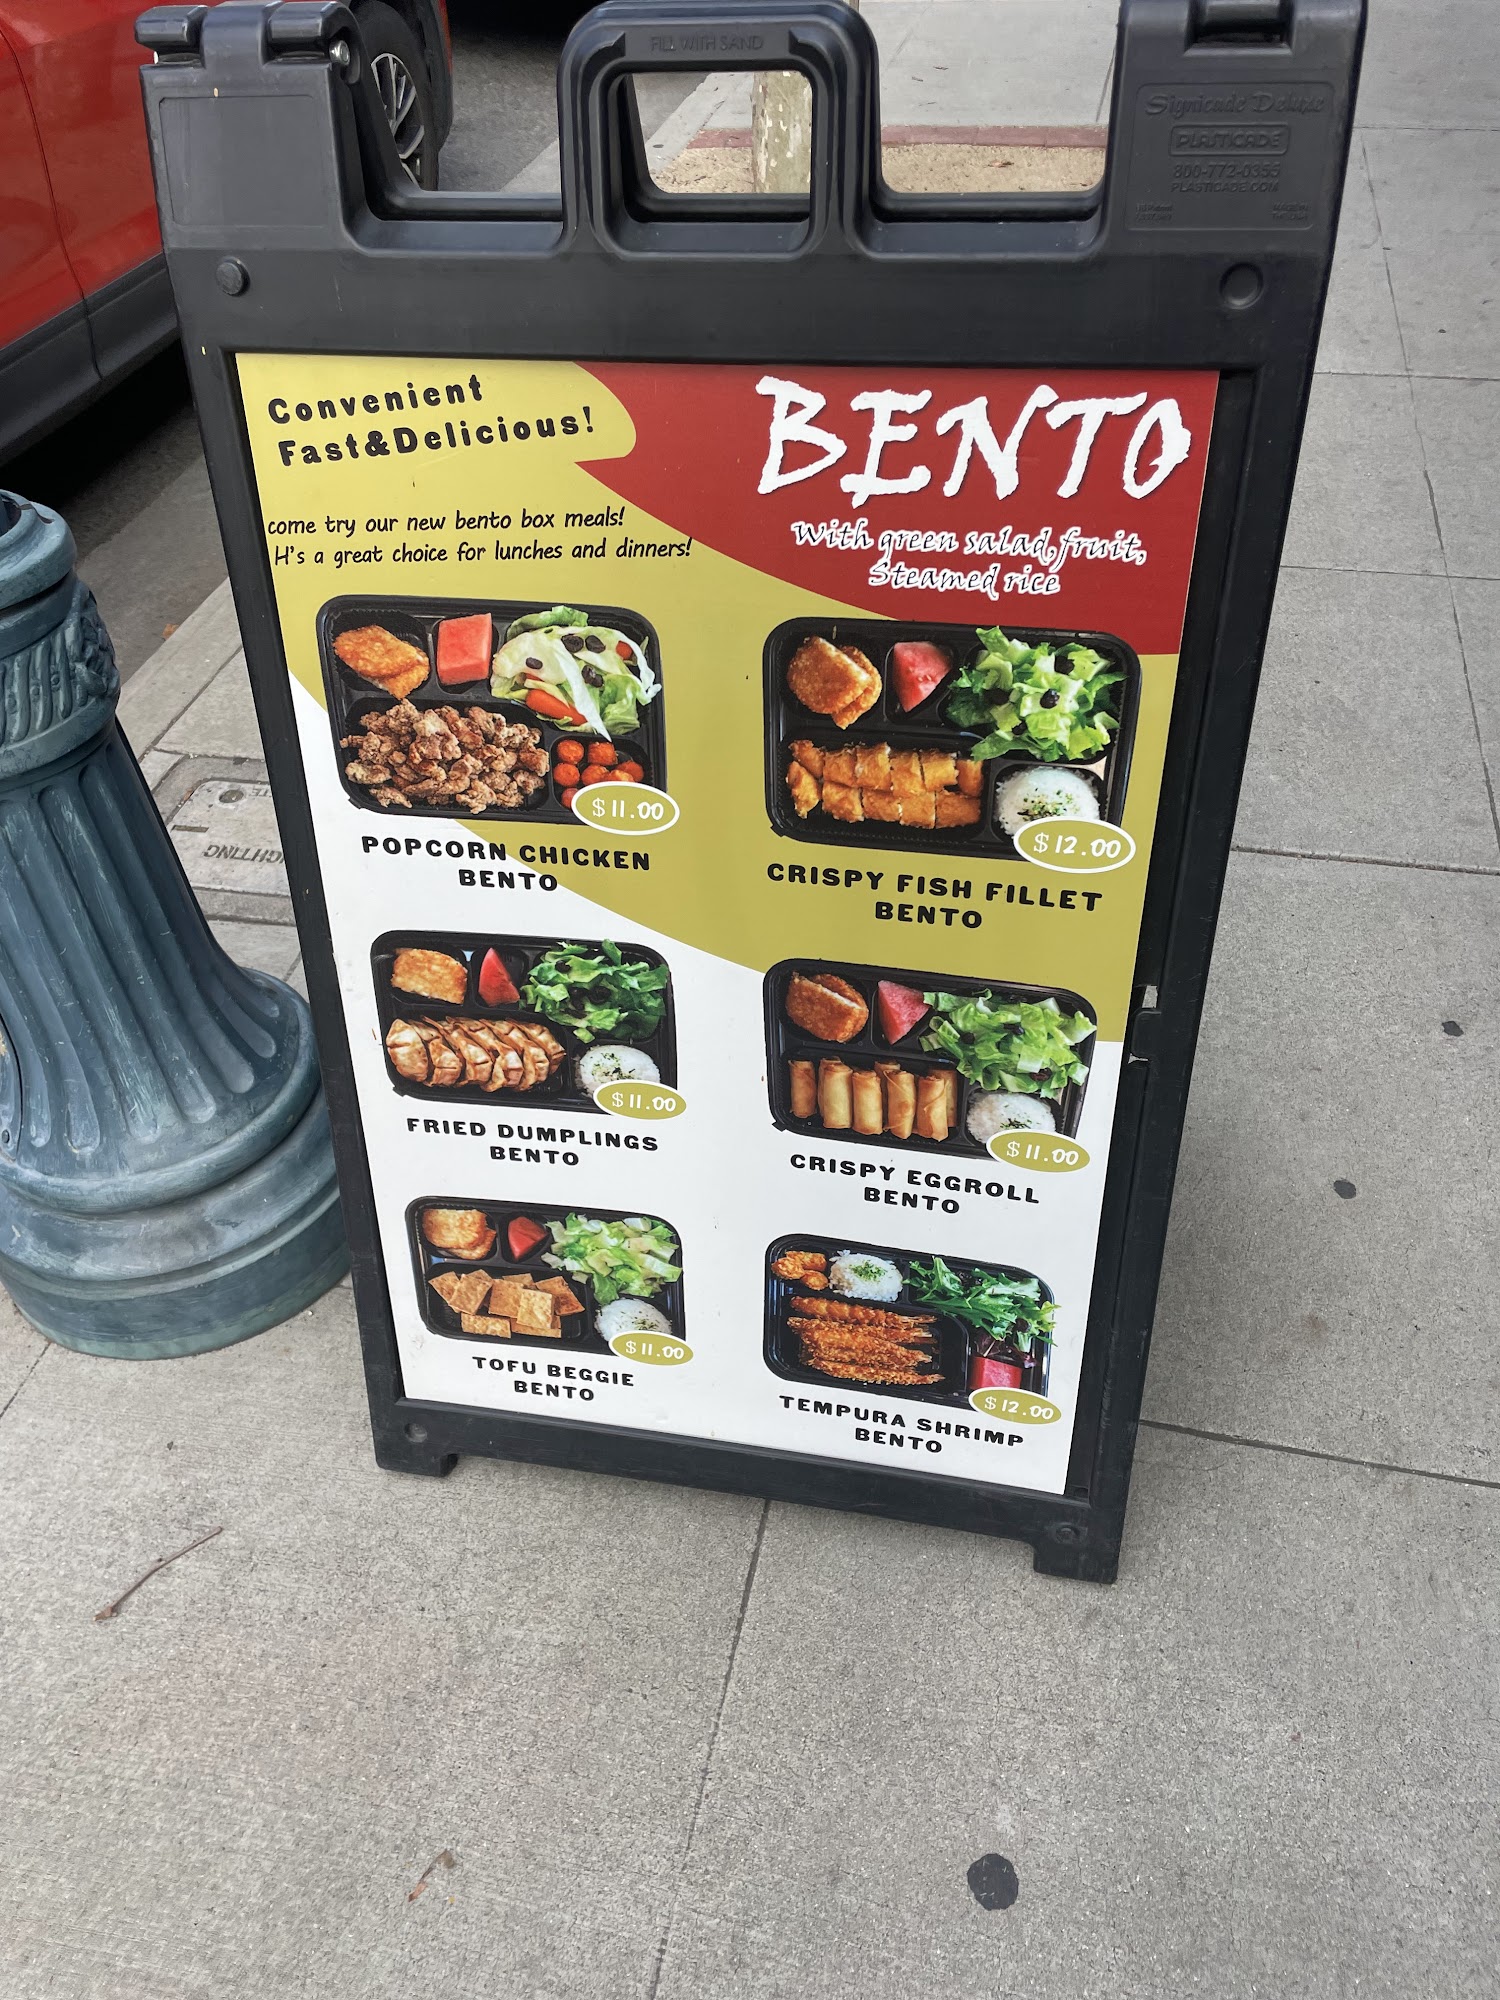 FILL WITH SAND
Signicade Deluxe
PLASTICADE
800-772-0355
PLASTICADE.COM
Convenient
Fast&Delicious!
come try our new bento box meals!
H's a great choice for lunches and dinners!
BENTO
With green salad,fruit,
Steamed rice
$11.00
POPCORN CHICKEN
BENTO
$12.00
CRISPY FISH FILLET
BENTO
$11.00
FRIED DUMPLINGS
BENTO
$11.00
CRISPY EGGROLL
BENTO
$11.00
TOFU BEGGIE
BENTO
$12.00
TEMPURA SHRIMP
BENTO